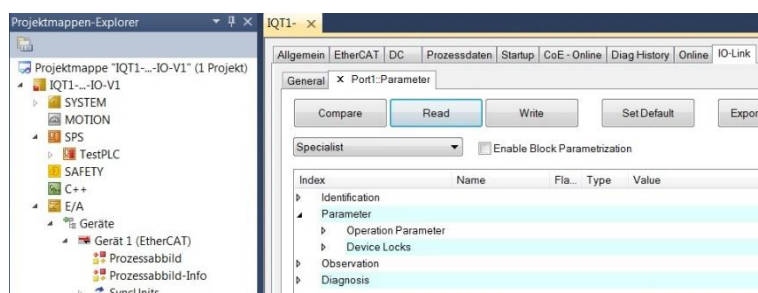 Projektmappen-Explorer
Projektmappe "IQT1-...-IO-V1" (1 Projekt)
IQT1-...-IO-V1
SYSTEM
MOTION
SPS
TestPLC
SAFETY
C++
E/A
Geräte
Gerät 1 (EtherCAT)
Prozessabbild
Prozessabbild-Info
SyncUnits
IQT1-
Allgemein EtherCAT DC Prozessdaten Startup CoE - Online Diag History Online IO-Link
General Port1::Parameter
Compare Read Write Set Default Expor
Specialist Enable Block Parametrization
Index Name Fla... Type Value
Identification
Parameter
Operation Parameter
Device Locks
Observation
Diagnosis